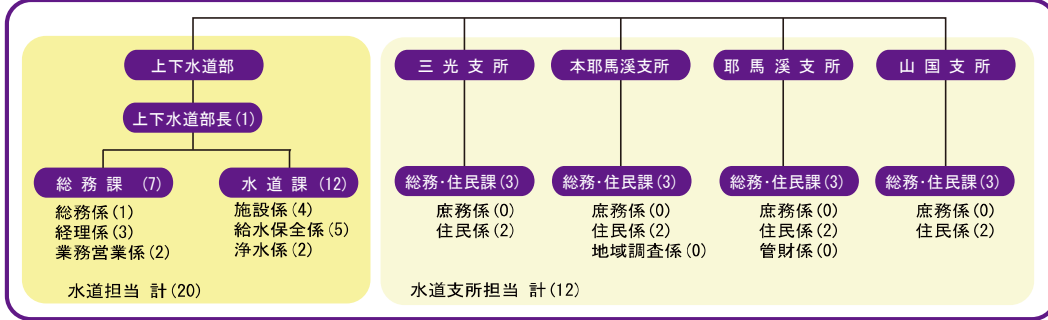 上下水道部
上下水道部長(1)
総務課(7)
総務係(1)
経理係(3)
業務営業係(2)
水道課(12)
施設係(4)
給水保全係(5)
浄水係(2)
水道担当 計(20)
三光支所
総務・住民課(3)
庶務係(0)
住民係(2)
本耶馬溪支所
総務・住民課(3)
庶務係(0)
住民係(2)
地域調査係(0)
耶馬溪支所
総務・住民課(3)
庶務係(0)
住民係(2)
管財係(0)
山国支所
総務・住民課(3)
庶務係(0)
住民係(2)
水道支所担当 計(12)